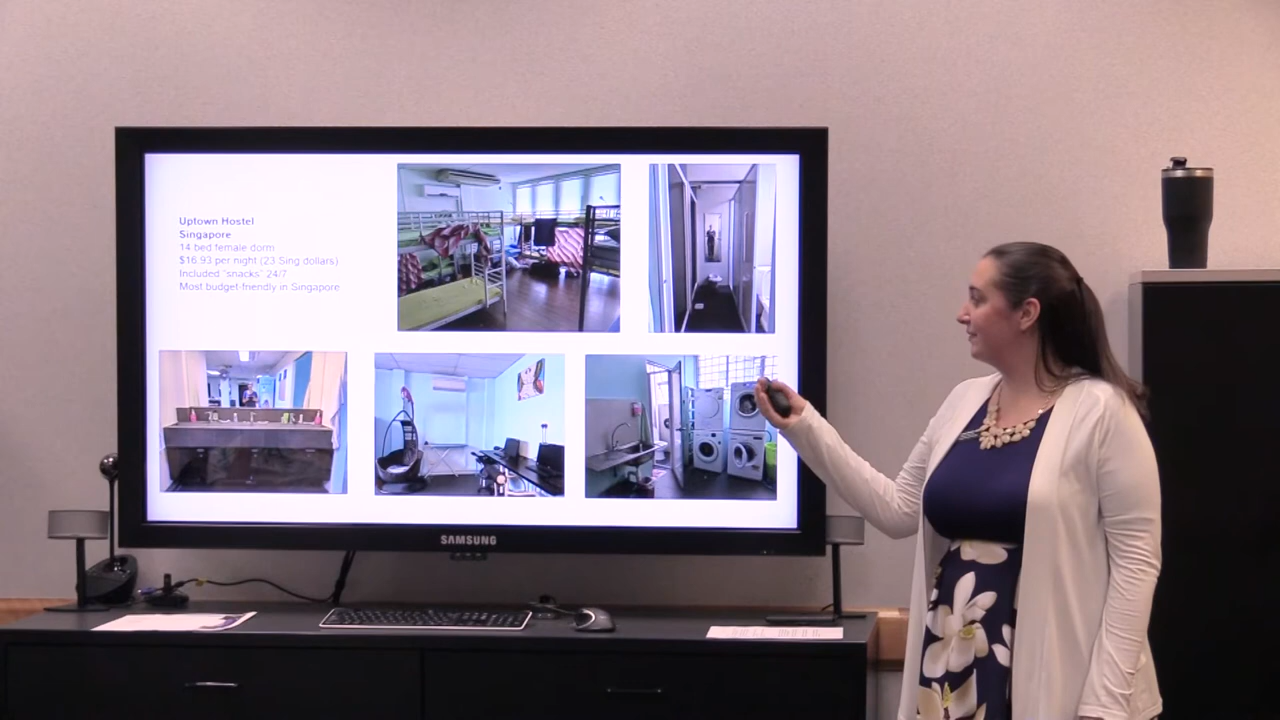 Uptown Hostel
Singapore
14 bed female dorm
$16.93 per night (23 Sing dollars)
Included "snacks" 24/7
Most budget-friendly in Singapore
SAMSUNG